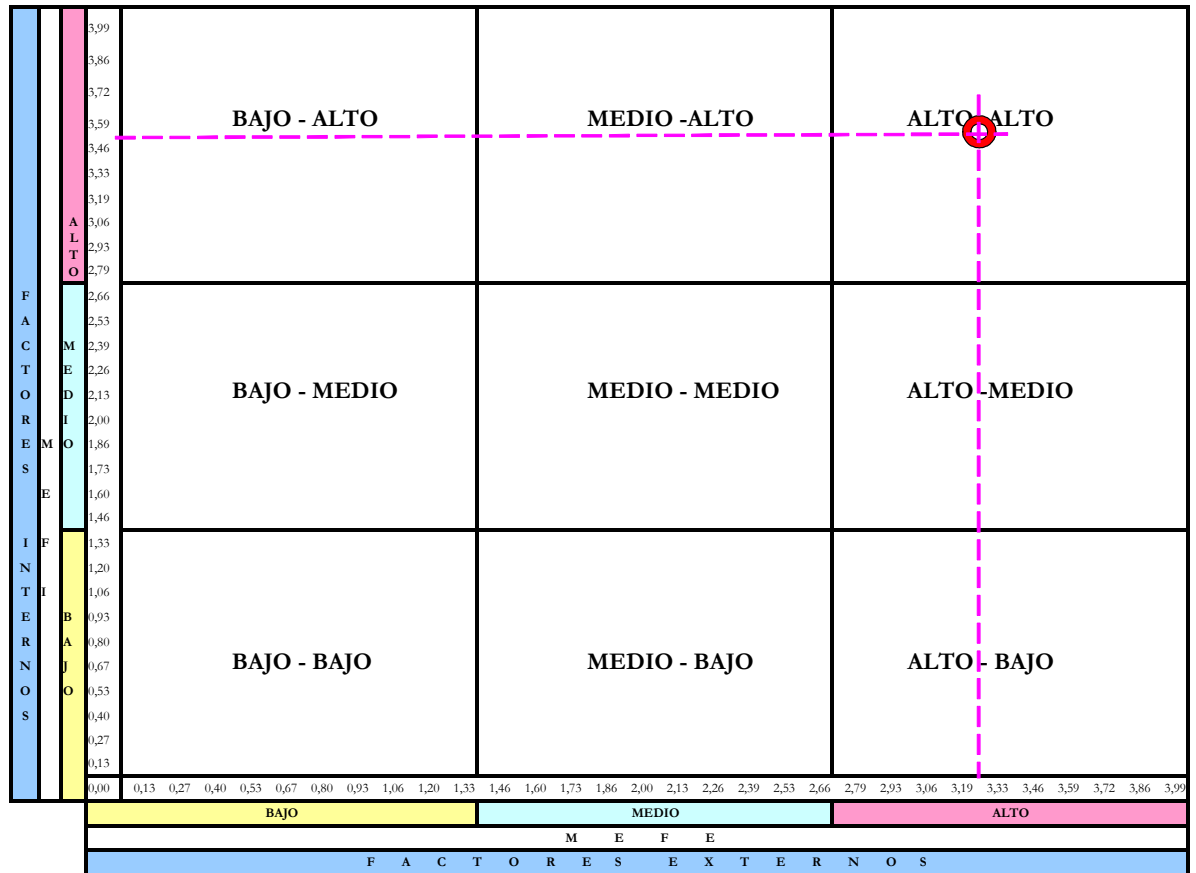 FACTORES INTERNOS
MEFI
ALTO
MEDIO
BAJO
3,99
3,86
3,72
3,59
3,46
3,33
3,19
3,06
2,93
2,79
2,66
2,53
2,39
2,26
2,13
2,00
1,86
1,73
1,60
1,46
1,33
1,20
1,06
0,93
0,80
0,67
0,53
0,40
0,27
0,13
BAJO - ALTO MEDIO -ALTO ALTO ALTO
BAJO - MEDIO MEDIO - MEDIO ALTO -MEDIO
BAJO - BAJO MEDIO - BAJO ALTO - BAJO
0,00 0,13 0,27 0,40 0,53 0,67 0,80 0,93 1,06 1,20 1,33 1,46 1,60 1,73 1,86 2,00 2,13 2,26 2,39 2,53 2,66 2,79 2,93 3,06 3,19 3,33 3,46 3,59 3,72 3,86 3,99
BAJO MEDIO ALTO
M E F E
F A C T O R E S E X T E R N O S